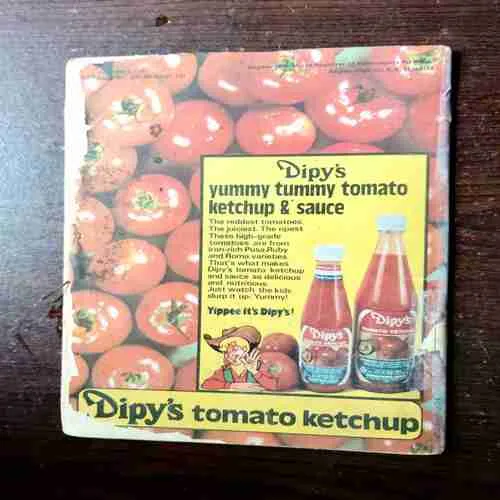 Dipy's
yummy tummy tomato
ketchup & sauce
The reddest tomatoes.
The juiciest. The ripest
These high-grade
tomatoes are from
iron-rich Pusa, Ruby
and Roma varieties
That's what makes
Dipy's tomato ketchup
and sauce so delicious
and nutritious.
Just watch the kids
slurp it up. Yummy!
Yippee it's Dipy's!
Dipy's
Dipy's
TOMATO KETCHUP
Dipy's tomato ketchup